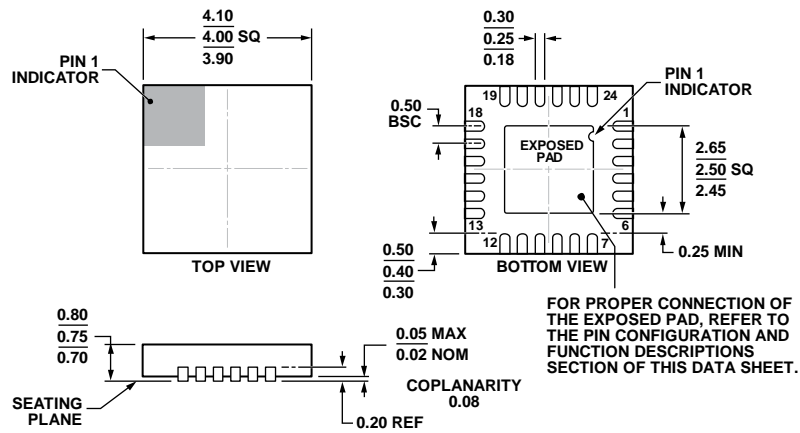 4.10
4.00 SQ
3.90
PIN 1
INDICATOR
TOP VIEW
0.30
0.25
0.18
PIN 1
INDICATOR
0.50
BSC
19
24
18
1
EXPOSED
PAD
2.65
2.50 SQ
2.45
13
6
12
7
0.50
0.40
0.30
BOTTOM VIEW
0.25 MIN
FOR PROPER CONNECTION OF
THE EXPOSED PAD, REFER TO
THE PIN CONFIGURATION AND
FUNCTION DESCRIPTIONS
SECTION OF THIS DATA SHEET.
0.80
0.75
0.70
0.05 MAX
0.02 NOM
COPLANARITY
0.08
SEATING
PLANE
0.20 REF